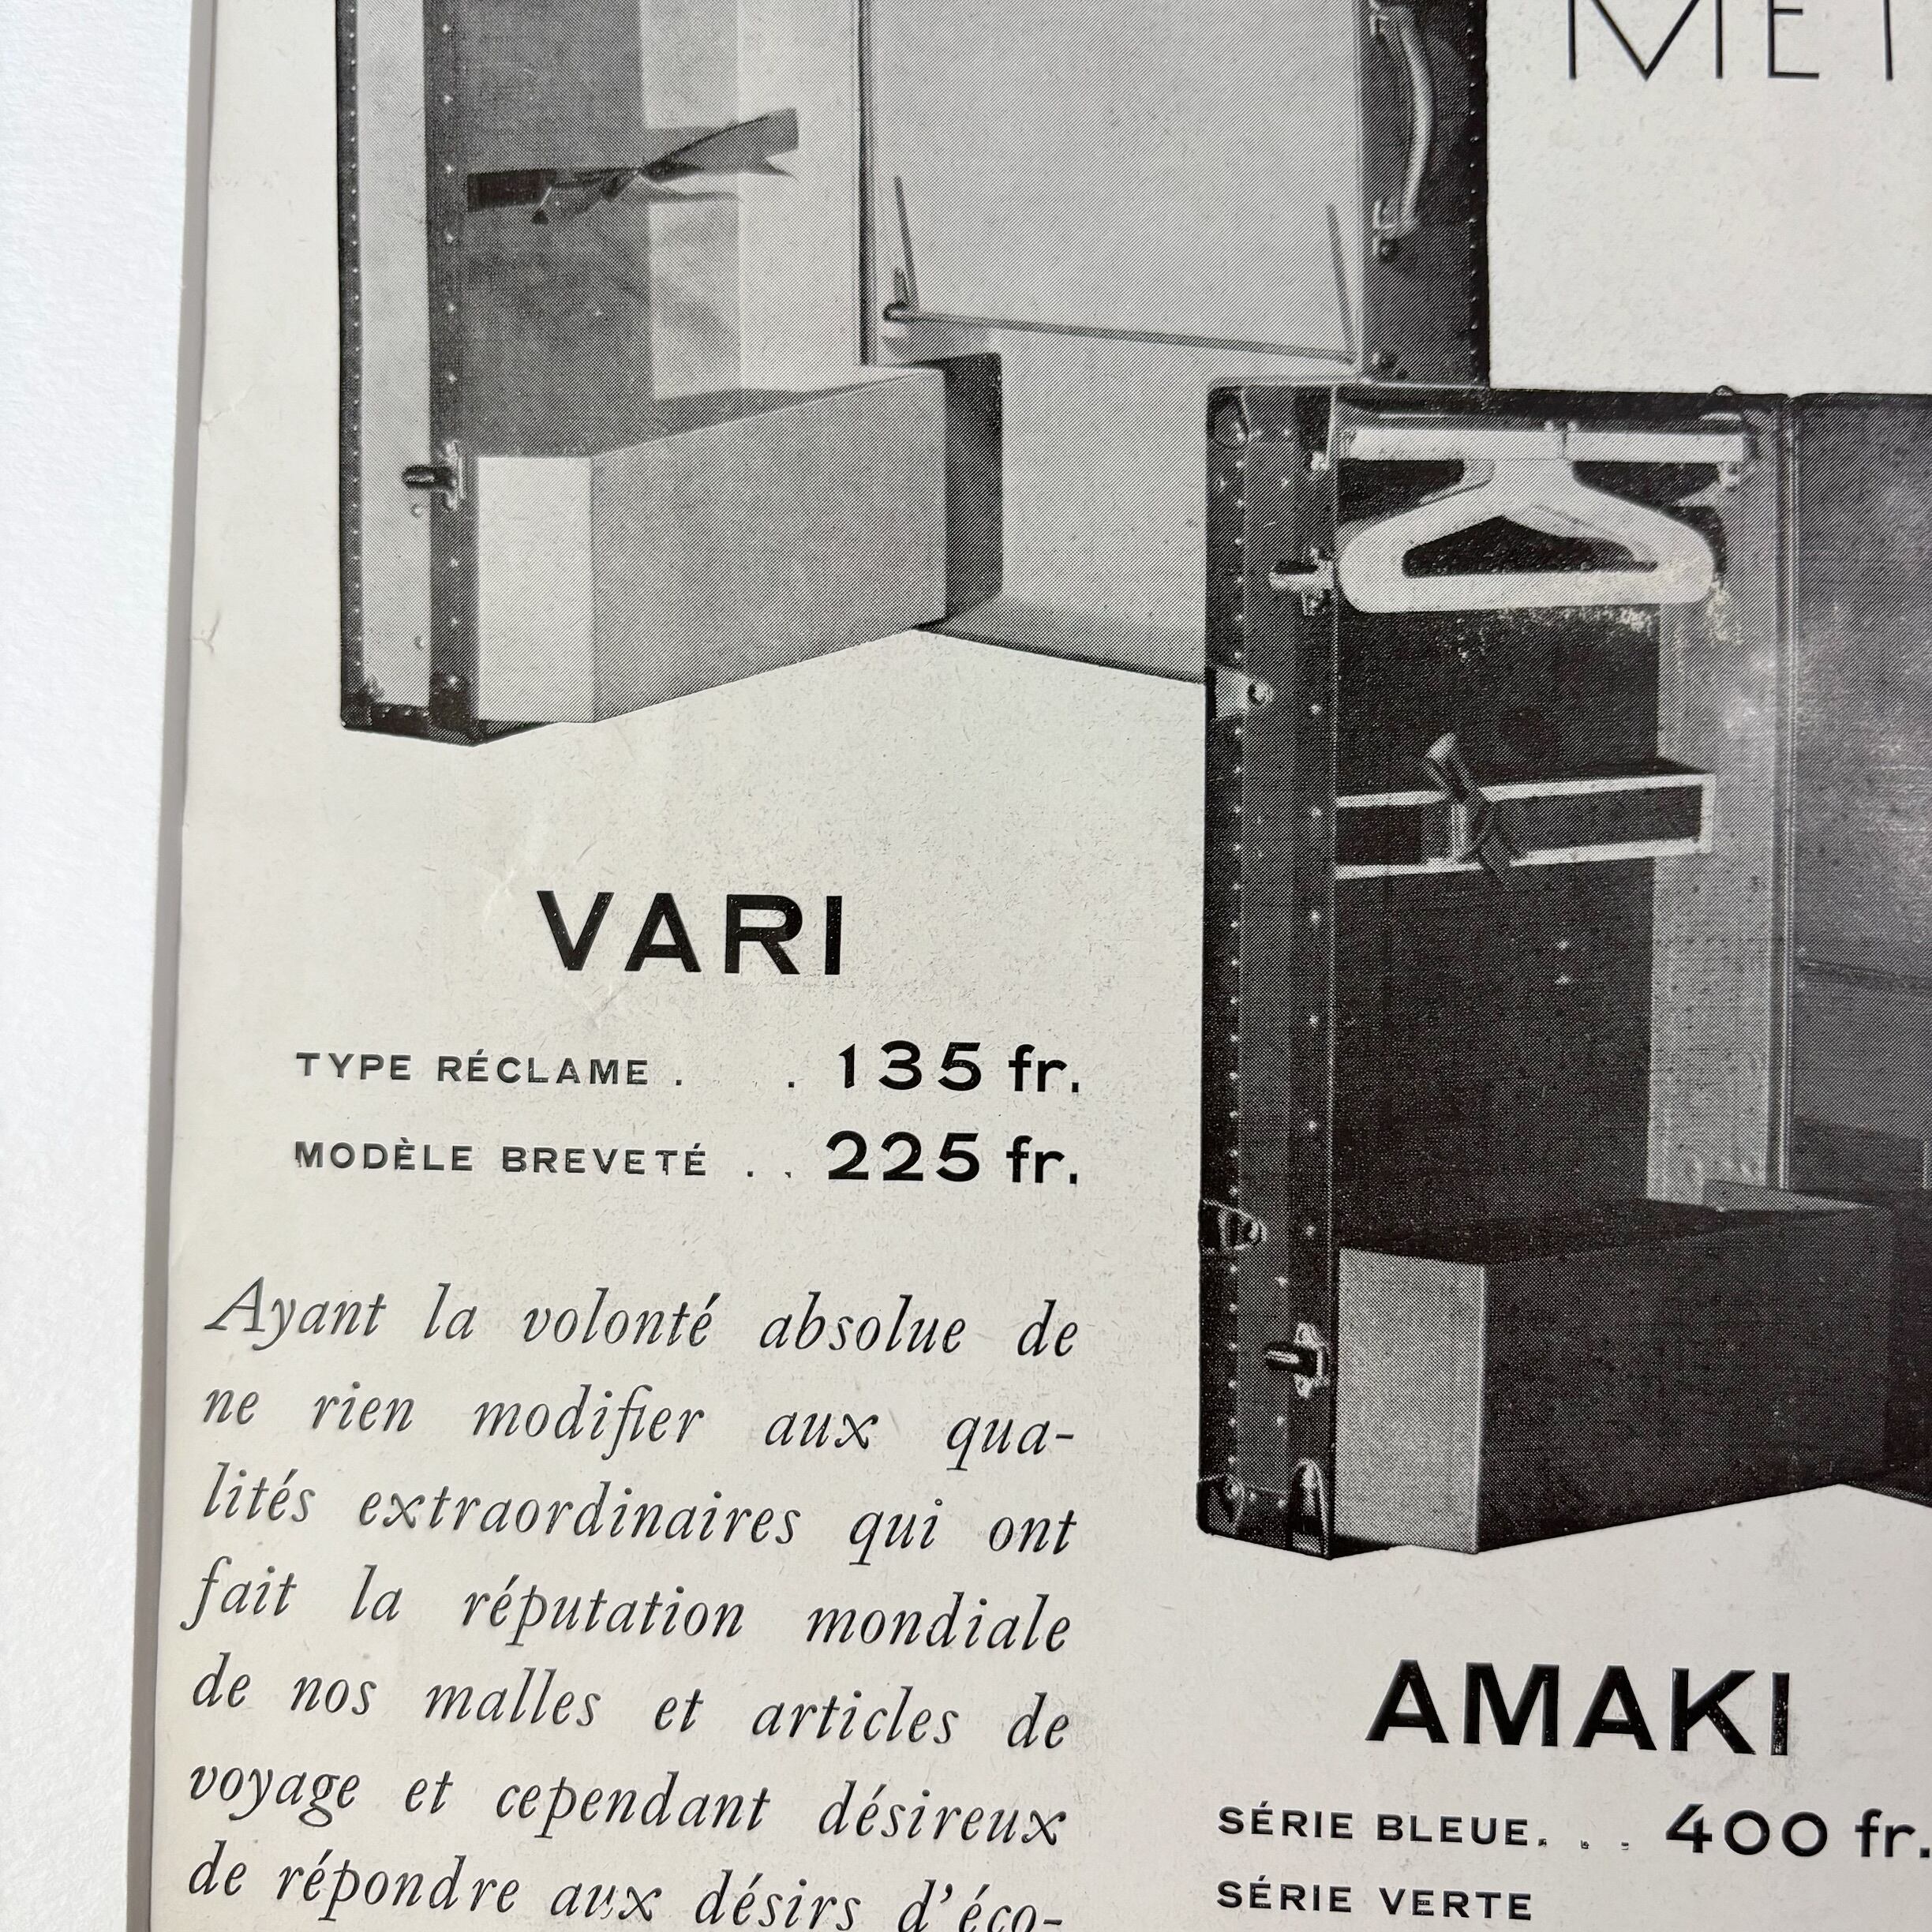 VARI
TYPE RÉCLAME . . 135 fr.
MODÈLE BREVETÉ . . 225 fr.
Ayant la volonté absolue de
ne rien modifier aux qua-
lités extraordinaires qui ont
fait la réputation mondiale
de nos malles et articles de
voyage et cependant désireux
de répondre aux désirs d'éco-
AMAKI
SÉRIE BLEUE. . . 400 fr.
SÉRIE VERTE